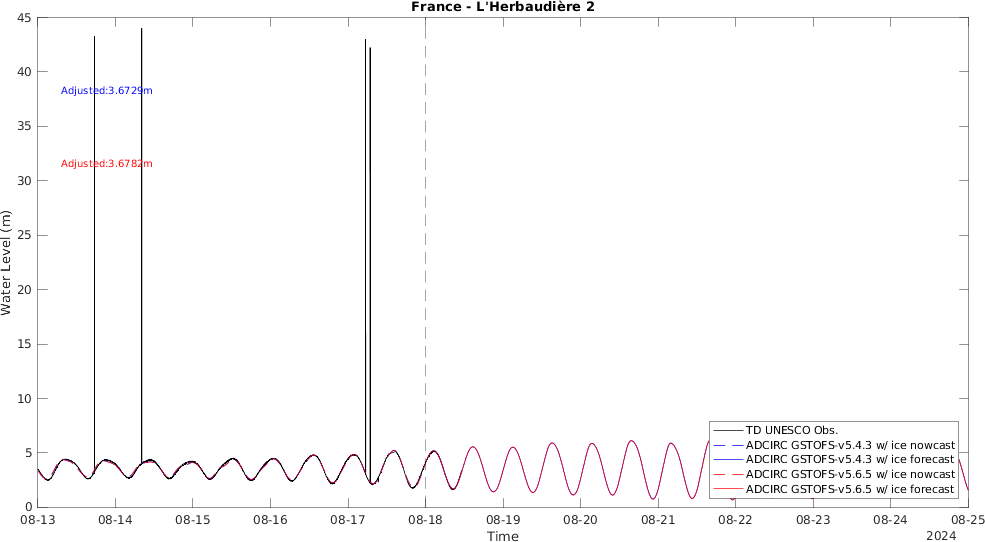 France - L'Herbaudière 2
45
40
35
30
25
20
15
10
5
0
Water Level (m)
Adjusted:3.6729m
Adjusted:3.6782m
TD UNESCO Obs.
ADCIRC GSTOFS-v5.4.3 w/ ice nowcast
ADCIRC GSTOFS-v5.4.3 w/ ice forecast
ADCIRC GSTOFS-v5.6.5 w/ ice nowcast
ADCIRC GSTOFS-v5.6.5 w/ ice forecast
08-13 08-14 08-15 08-16 08-17 08-18 08-19 08-20 08-21 08-22 08-23 08-24 08-25
Time
2024